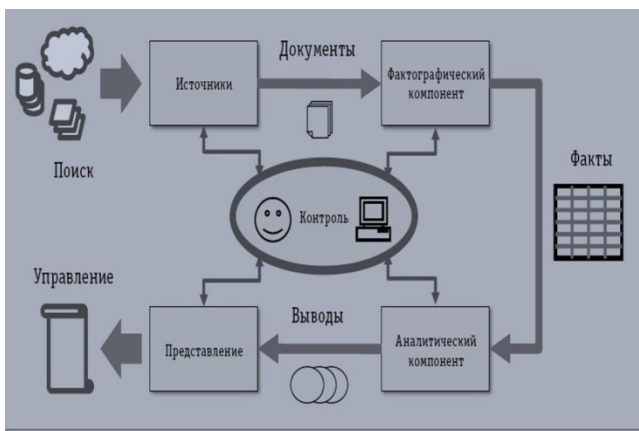 Документы
Источники
Фактографический
компонент
Поиск
Факты
Контроль
Управление
Выводы
Представление
Аналитический
компонент